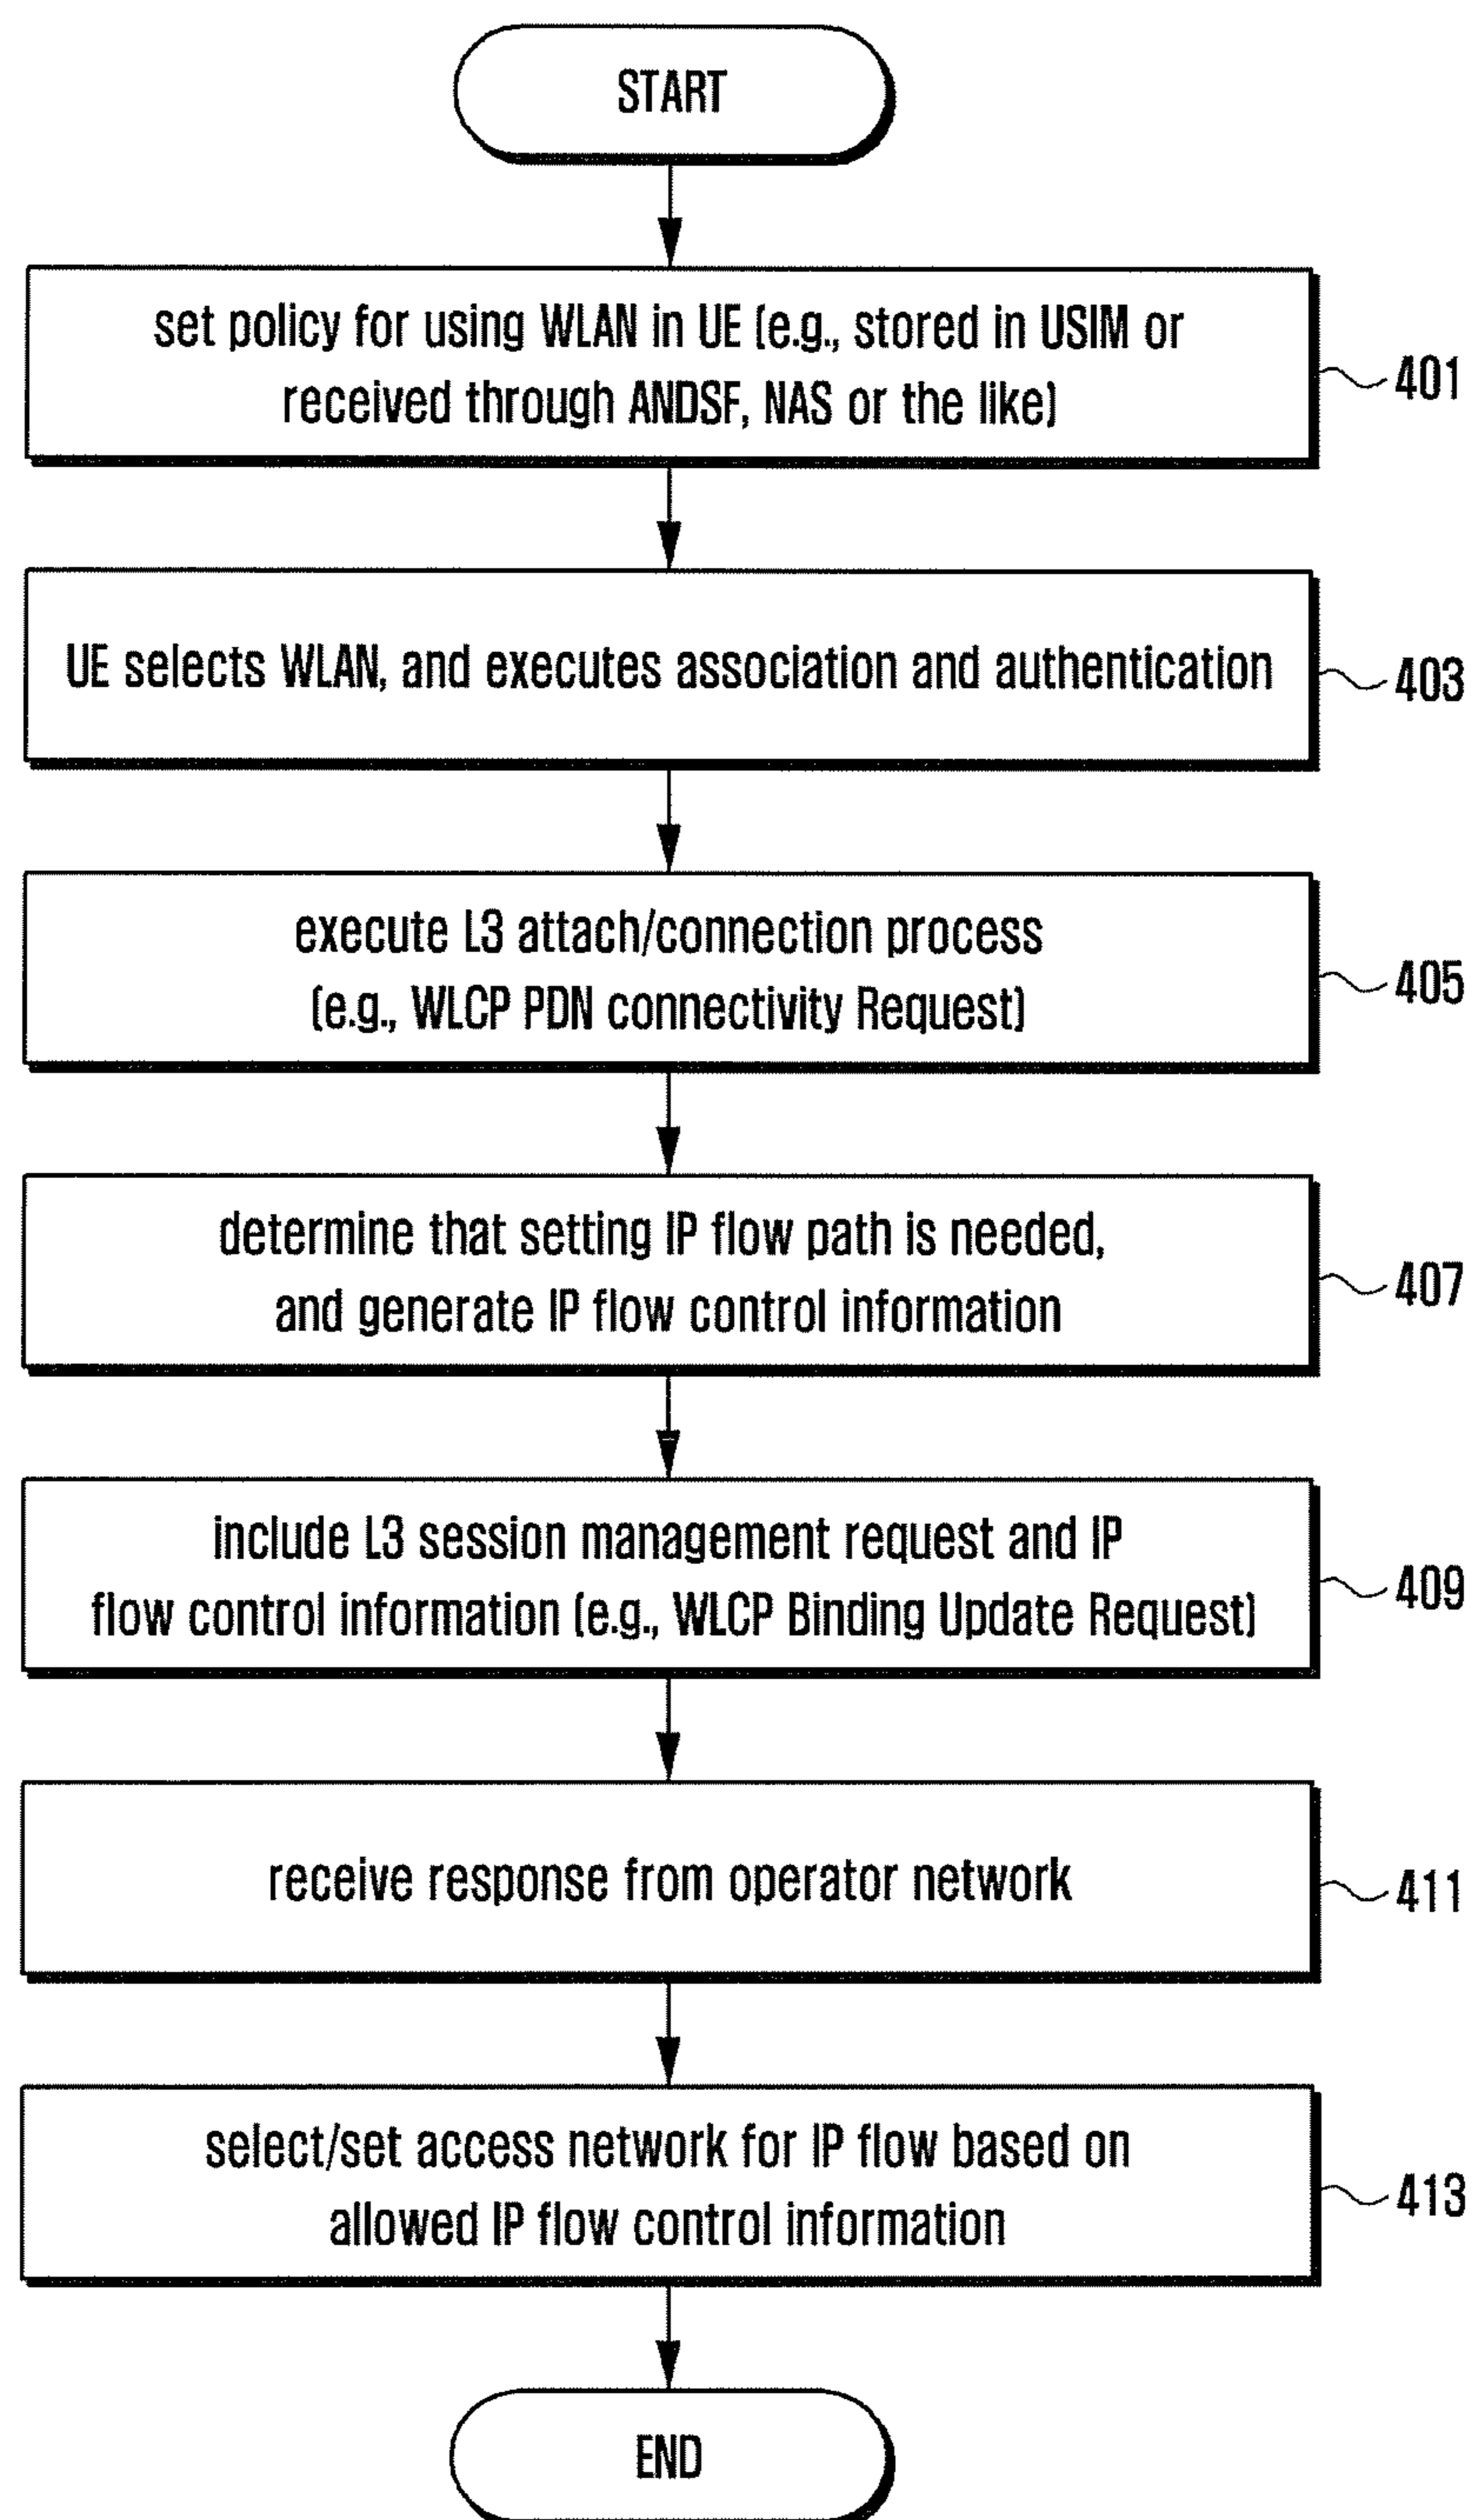 START
set policy for using WLAN in UE (e.g., stored in USIM or
received through ANDSF, NAS or the like)
401
UE selects WLAN, and executes association and authentication
403
execute L3 attach/connection process
(e.g., WLCP PDN connectivity Request)
405
determine that setting IP flow path is needed,
and generate IP flow control information
407
include L3 session management request and IP
flow control information (e.g., WLCP Binding Update Request)
409
receive response from operator network
411
select/set access network for IP flow based on
allowed IP flow control information
413
END